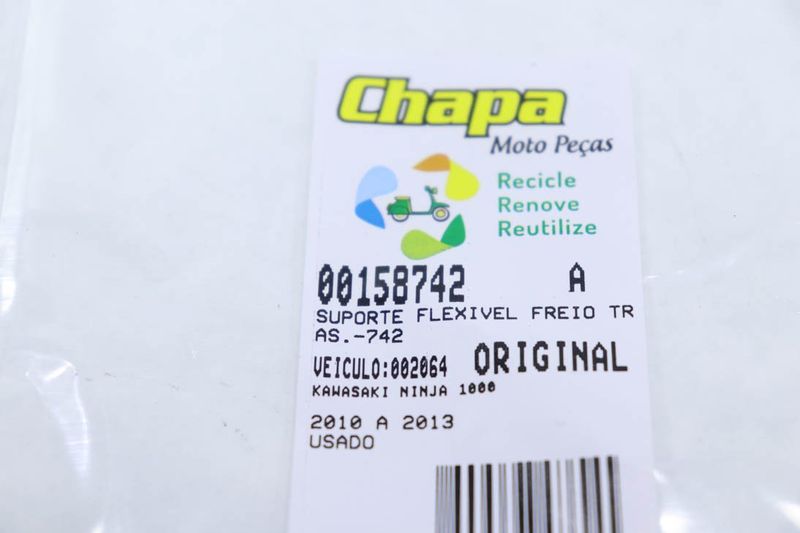 Chapa
Moto Peças
Recicle
Renove
Reutilize
00158742 A
SUPORTE FLEXIVEL FREIO TR
AS.-742
VEICULO:002064 ORIGINAL
KAWASAKI NINJA 1000
2010 A 2013
USADO